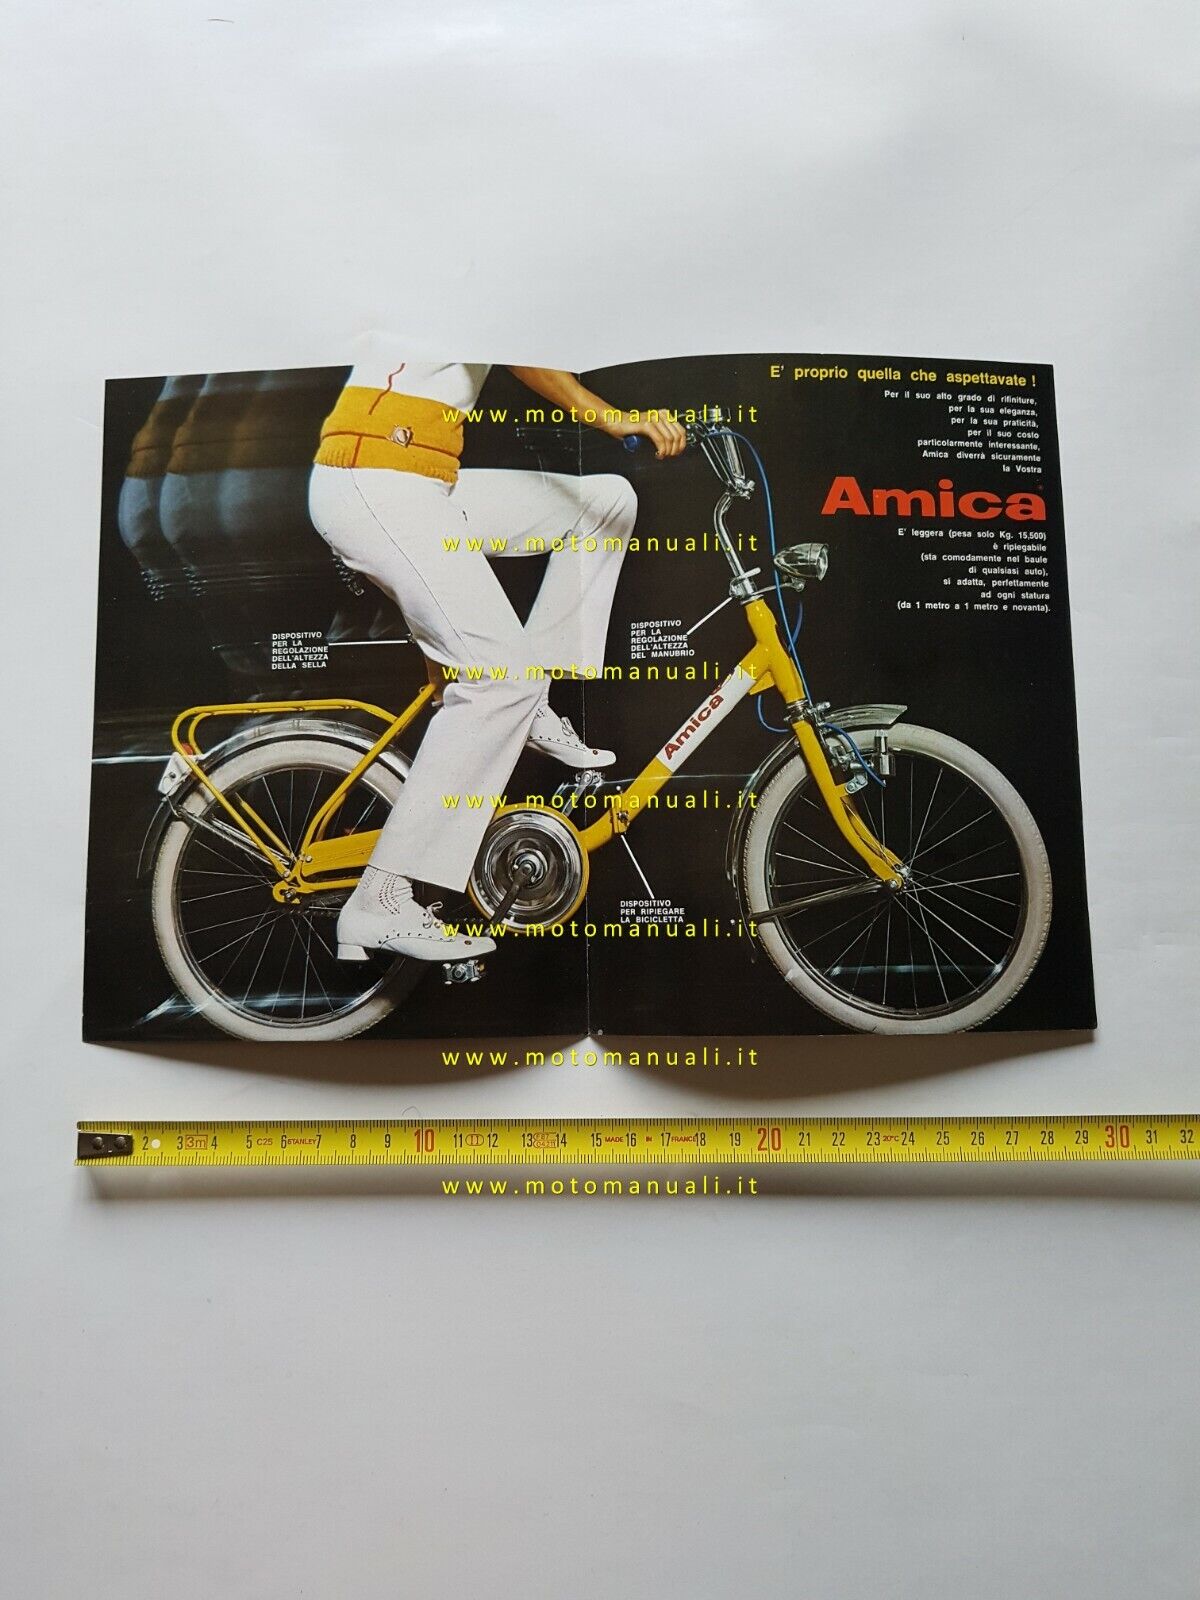 E' proprio quella che aspettavate !
Per il suo alto grado di rifiniture,
per la sua eleganza,
per la sua praticità,
per il suo costo
particolarmente interessante,
Amica diverrà sicuramente
la Vostra
Amica
E' leggera (pesa solo Kg. 15,500)
è ripiegabile
(sta comodamente nel baule
di qualsiasi auto),
si adatta, perfettamente
ad ogni statura
(da 1 metro a 1 metro e novanta).
DISPOSITIVO
PER LA
REGOLAZIONE
DELL'ALTEZZA
DELLA SELLA
DISPOSITIVO
PER LA
REGOLAZIONE
DELL'ALTEZZA
DEL MANUBRIO
Amica
DISPOSITIVO
PER RIPIEGARE
LA BICICLETTA
www.motomanuali.it
www.motomanuali.it
www.motomanuali.it
www.motomanuali.it
www.motomanuali.it
www.motomanuali.it
2 3 3m 4 5 C25 6 STANLEY 7 8 9 10 11 12 13 14 15 MADE 16 IN 17 FRANCE 18 19 20 21 22 23 20°C 24 25 26 27 28 29 30 31 32
www.motomanuali.it